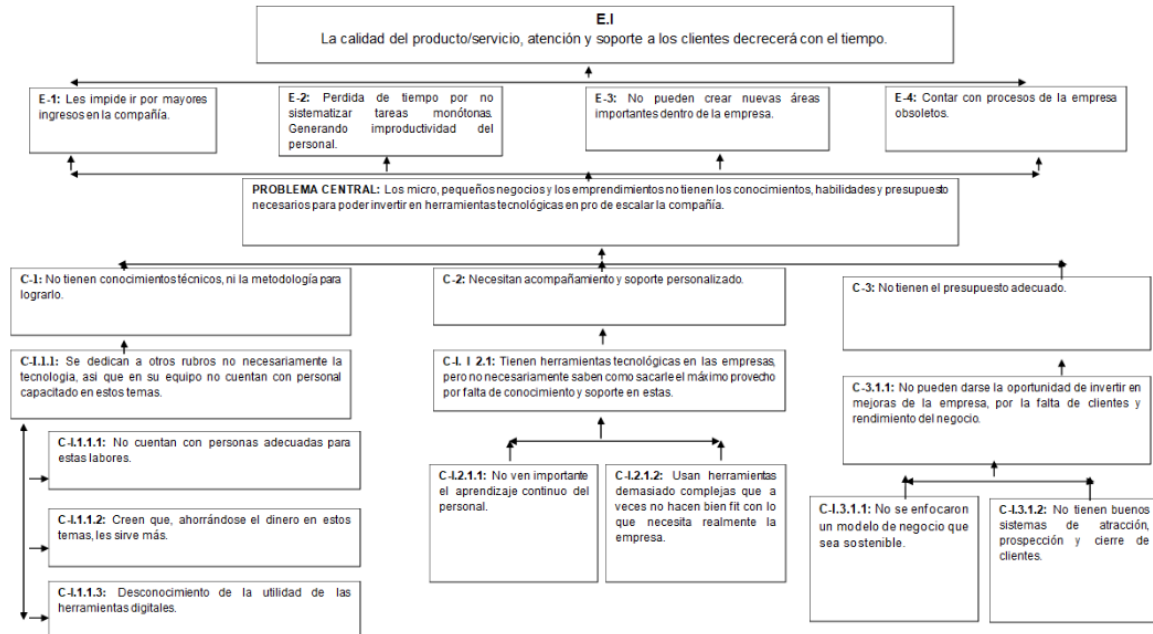 E.I
La calidad del producto/servicio, atención y soporte a los clientes decrecerá con el tiempo.
E-1: Les impide ir por mayores
ingresos en la compañía.
E-2: Perdida de tiempo por no
sistematizar tareas monótonas.
Generando improductividad del
personal.
E-3: No pueden crear nuevas áreas
importantes dentro de la empresa.
E-4: Contar con procesos de la empresa
obsoletos.
PROBLEMA CENTRAL: Los micro, pequeños negocios y los emprendimientos no tienen los conocimientos, habilidades y presupuesto
necesarios para poder invertir en herramientas tecnológicas en pro de escalar la compañía.
C-1: No tienen conocimientos técnicos, ni la metodología para
lograrlo.
C-2: Necesitan acompañamiento y soporte personalizado.
C-3: No tienen el presupuesto adecuado.
C-I.1.1: Se dedican a otros rubros no necesariamente la
tecnologia, asi que en su equipo no cuentan con personal
capacitado en estos temas.
C-I. I 2.1: Tienen herramientas tecnológicas en las empresas,
pero no necesariamente saben como sacarle el máximo provecho
por falta de conocimiento y soporte en estas.
C-3.1.1: No pueden darse la oportunidad de invertir en
mejoras de la empresa, por la falta de clientes y
rendimiento del negocio.
C-I.1.1.1: No cuentan con personas adecuadas para
estas labores.
C-I.1.1.2: Creen que, ahorrándose el dinero en estos
temas, les sirve más.
C-I.1.1.3: Desconocimiento de la utilidad de las
herramientas digitales.
C-I.2.1.1: No ven importante
el aprendizaje continuo del
personal.
C-I.2.1.2: Usan herramientas
demasiado complejas que a
veces no hacen bien fit con lo
que necesita realmente la
empresa.
C-I.3.1.1: No se enfocaron
un modelo de negocio que
sea sostenible.
C-I.3.1.2: No tienen buenos
sistemas de atracción,
prospección y cierre de
clientes.